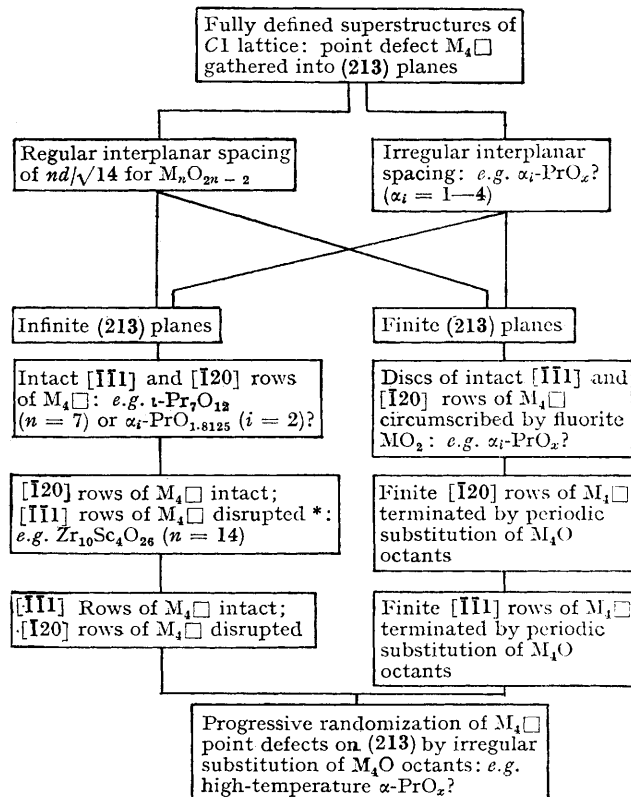 Fully defined superstructures of
C1 lattice: point defect M₄□
gathered into (213) planes
Regular interplanar spacing
of nd/√14 for MₙO₂ₙ₋₂
Irregular interplanar
spacing: e.g. αᵢ-PrOₓ?
(αᵢ = 1—4)
Infinite (213) planes
Finite (213) planes
Intact [1̄1̄1] and [1̄20] rows
of M₄□: e.g. ι-Pr₇O₁₂
(n = 7) or αᵢ-PrO₁.₈₁₂₅ (i = 2)?
Discs of intact [1̄1̄1] and
[1̄20] rows of M₄□
circumscribed by fluorite
MO₂: e.g. αᵢ-PrOₓ?
[1̄20] rows of M₄□ intact;
[1̄1̄1] rows of M₄□ disrupted *:
e.g. Zr₁₀Sc₄O₂₆ (n = 14)
Finite [1̄20] rows of M₄□
terminated by periodic
substitution of M₄O
octants
[1̄1̄1] Rows of M₄□ intact;
[1̄20] rows of M₄□ disrupted
Finite [1̄1̄1] rows of M₄□
terminated by periodic
substitution of M₄O
octants
Progressive randomization of M₄□
point defects on (213) by irregular
substitution of M₄O octants: e.g.
high-temperature α-PrOₓ?